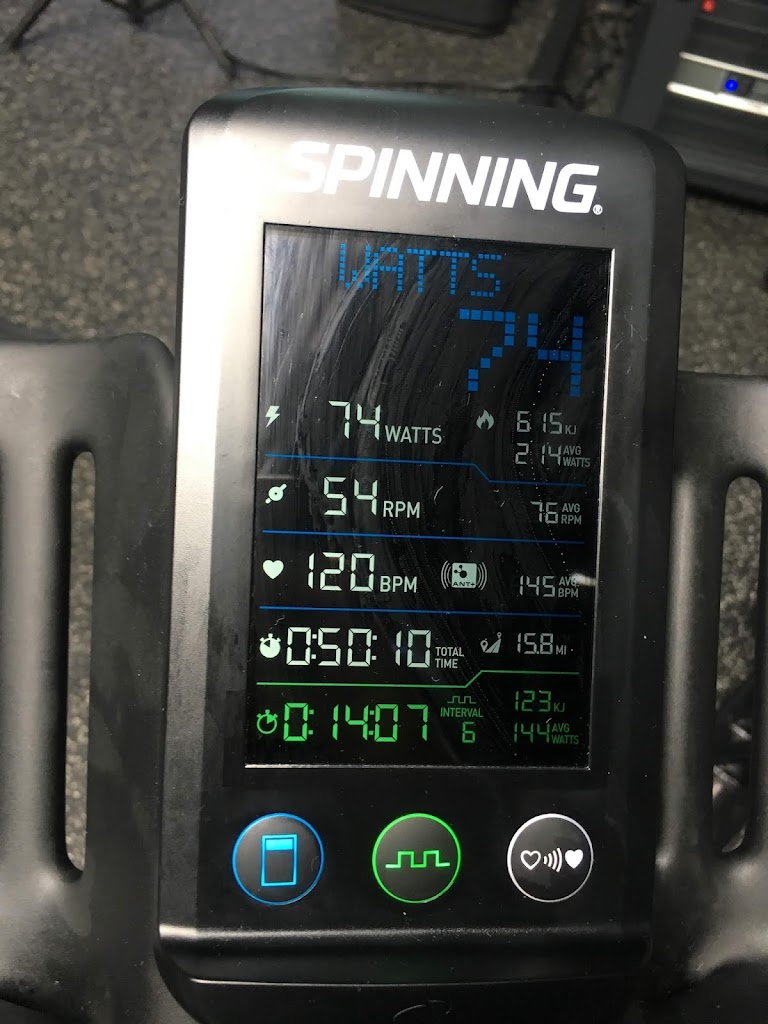 SPINNING®
WATTS
74
74 WATTS 615 KJ
214 AVG WATTS
54 RPM 76 AVG RPM
120 BPM ANT+ 145 AVG BPM
0:50:10 TOTAL TIME 15.8 MI
0:14:07 INTERVAL 6 123 KJ
144 AVG WATTS